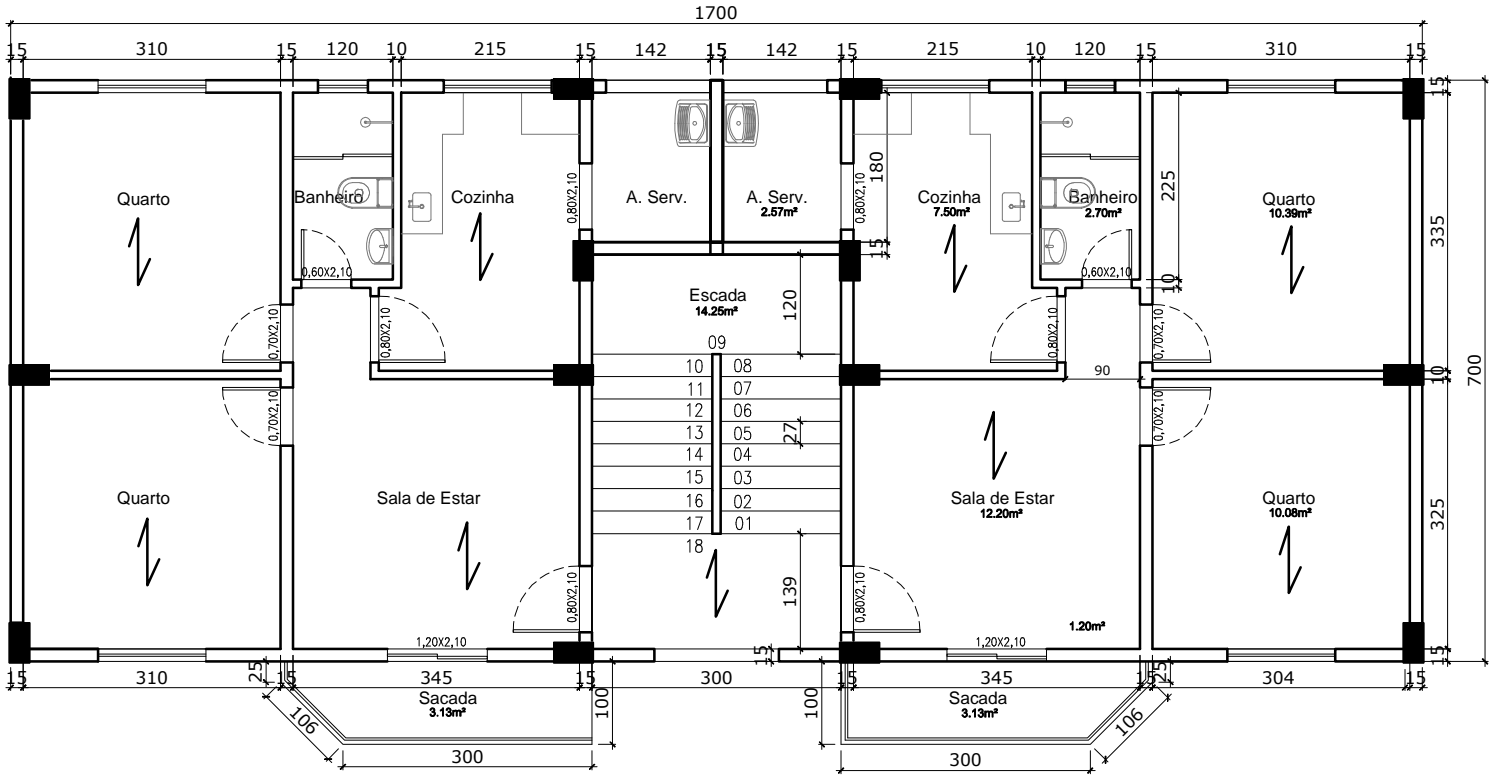 1700
15 310 15 120 10 215 15 142 15 142 15 215 10 120 15 310 15
15
180
0,80X2,10
0,80X2,10
225
Quarto
Banheiro
Cozinha
A. Serv.
A. Serv.
2.57m²
Cozinha
7.50m²
Banheiro
2.70m²
Quarto
10.39m²
335
15
0,60X2,10
0,60X2,10
10
Escada
14.25m²
120
0,70X2,10
0,80X2,10
0,80X2,10
0,70X2,10
09
700
10 08
90
10
11 07
0,70X2,10
0,70X2,10
12 06
13 05
27
14 04
15 03
16 02
17 01
18
Quarto
Sala de Estar
Sala de Estar
12.20m²
Quarto
10.08m²
325
139
0,80X2,10
0,80X2,10
1.20m²
1,20X2,10
1,20X2,10
15
15
25
25
15 310 15 345 15 300 15 345 15 304 15
Sacada
3.13m²
Sacada
3.13m²
106
100
100
106
300
300